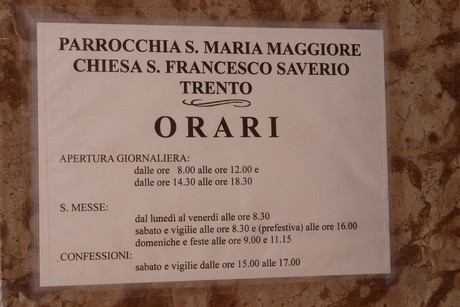 PARROCCHIA S. MARIA MAGGIORE
CHIESA S. FRANCESCO SAVERIO
TRENTO
ORARI
APERTURA GIORNALIERA:
dalle ore 8.00 alle ore 12.00 e
dalle ore 14.30 alle ore 18.30
S. MESSE:
dal lunedi al venerdi alle ore 8.30
sabato e vigilie alle ore 8.30 e (prefestiva) alle ore 16.00
domeniche e feste alle ore 9.00 e 11.15
CONFESSIONI:
sabato e vigilie dalle ore 15.00 alle 17.00